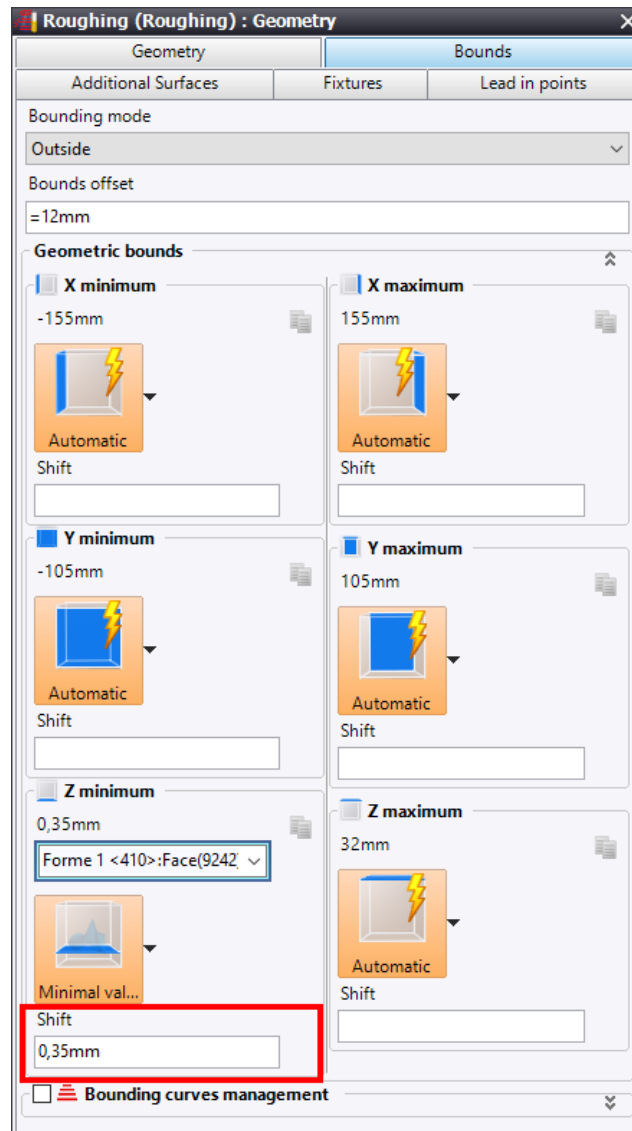 Roughing (Roughing) : Geometry
Geometry
Bounds
Additional Surfaces
Fixtures
Lead in points
Bounding mode
Outside
Bounds offset
=12mm
Geometric bounds
X minimum
-155mm
Automatic
Shift
X maximum
155mm
Automatic
Shift
Y minimum
-105mm
Automatic
Shift
Y maximum
105mm
Automatic
Shift
Z minimum
0,35mm
Forme 1 <410>:Face(9242)
Minimal val...
Shift
0,35mm
Z maximum
32mm
Automatic
Shift
Bounding curves management